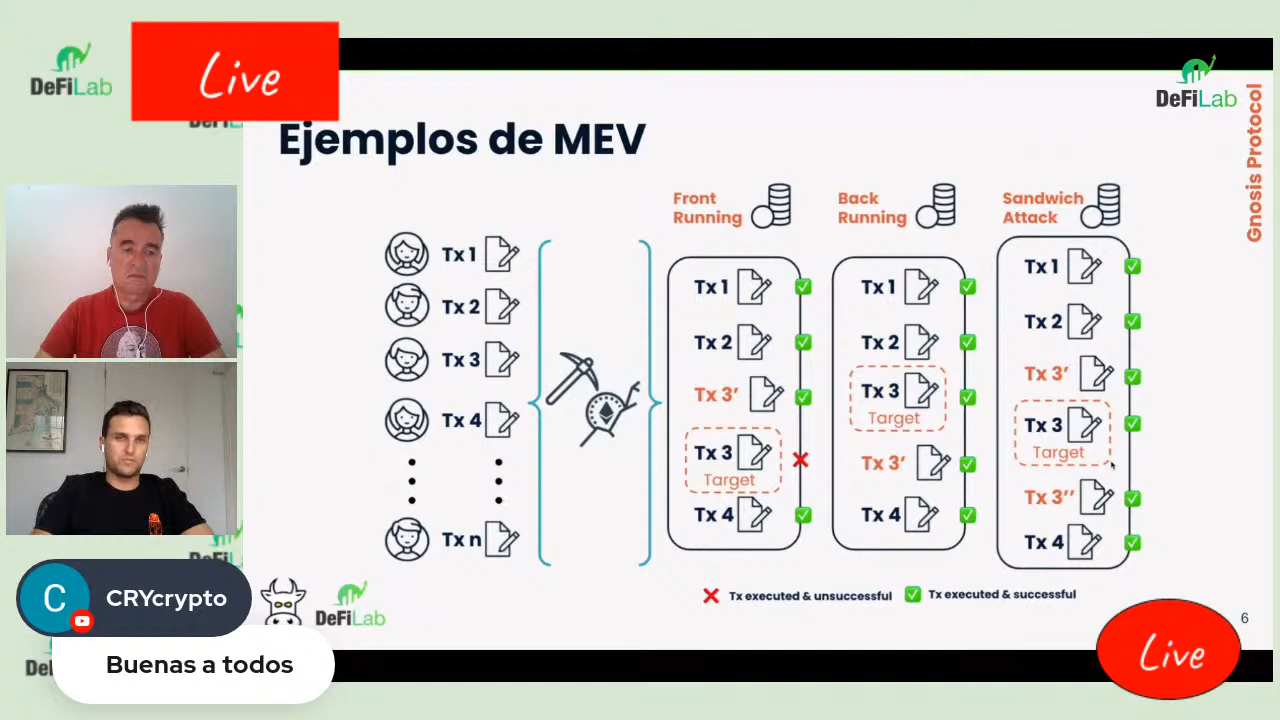 DeFiLab
Live
DeFiLab
Gnosis Protocol
Ejemplos de MEV
Tx 1
Tx 2
Tx 3
Tx 4
Tx n
Front
Running
Tx 1
Tx 2
Tx 3'
Tx 3
Target
Tx 4
Back
Running
Tx 1
Tx 2
Tx 3
Target
Tx 3'
Tx 4
Sandwich
Attack
Tx 1
Tx 2
Tx 3'
Tx 3
Target
Tx 3''
Tx 4
Tx executed & unsuccessful
Tx executed & successful
DeFiLab
6
C
CRYcrypto
Buenas a todos
Live